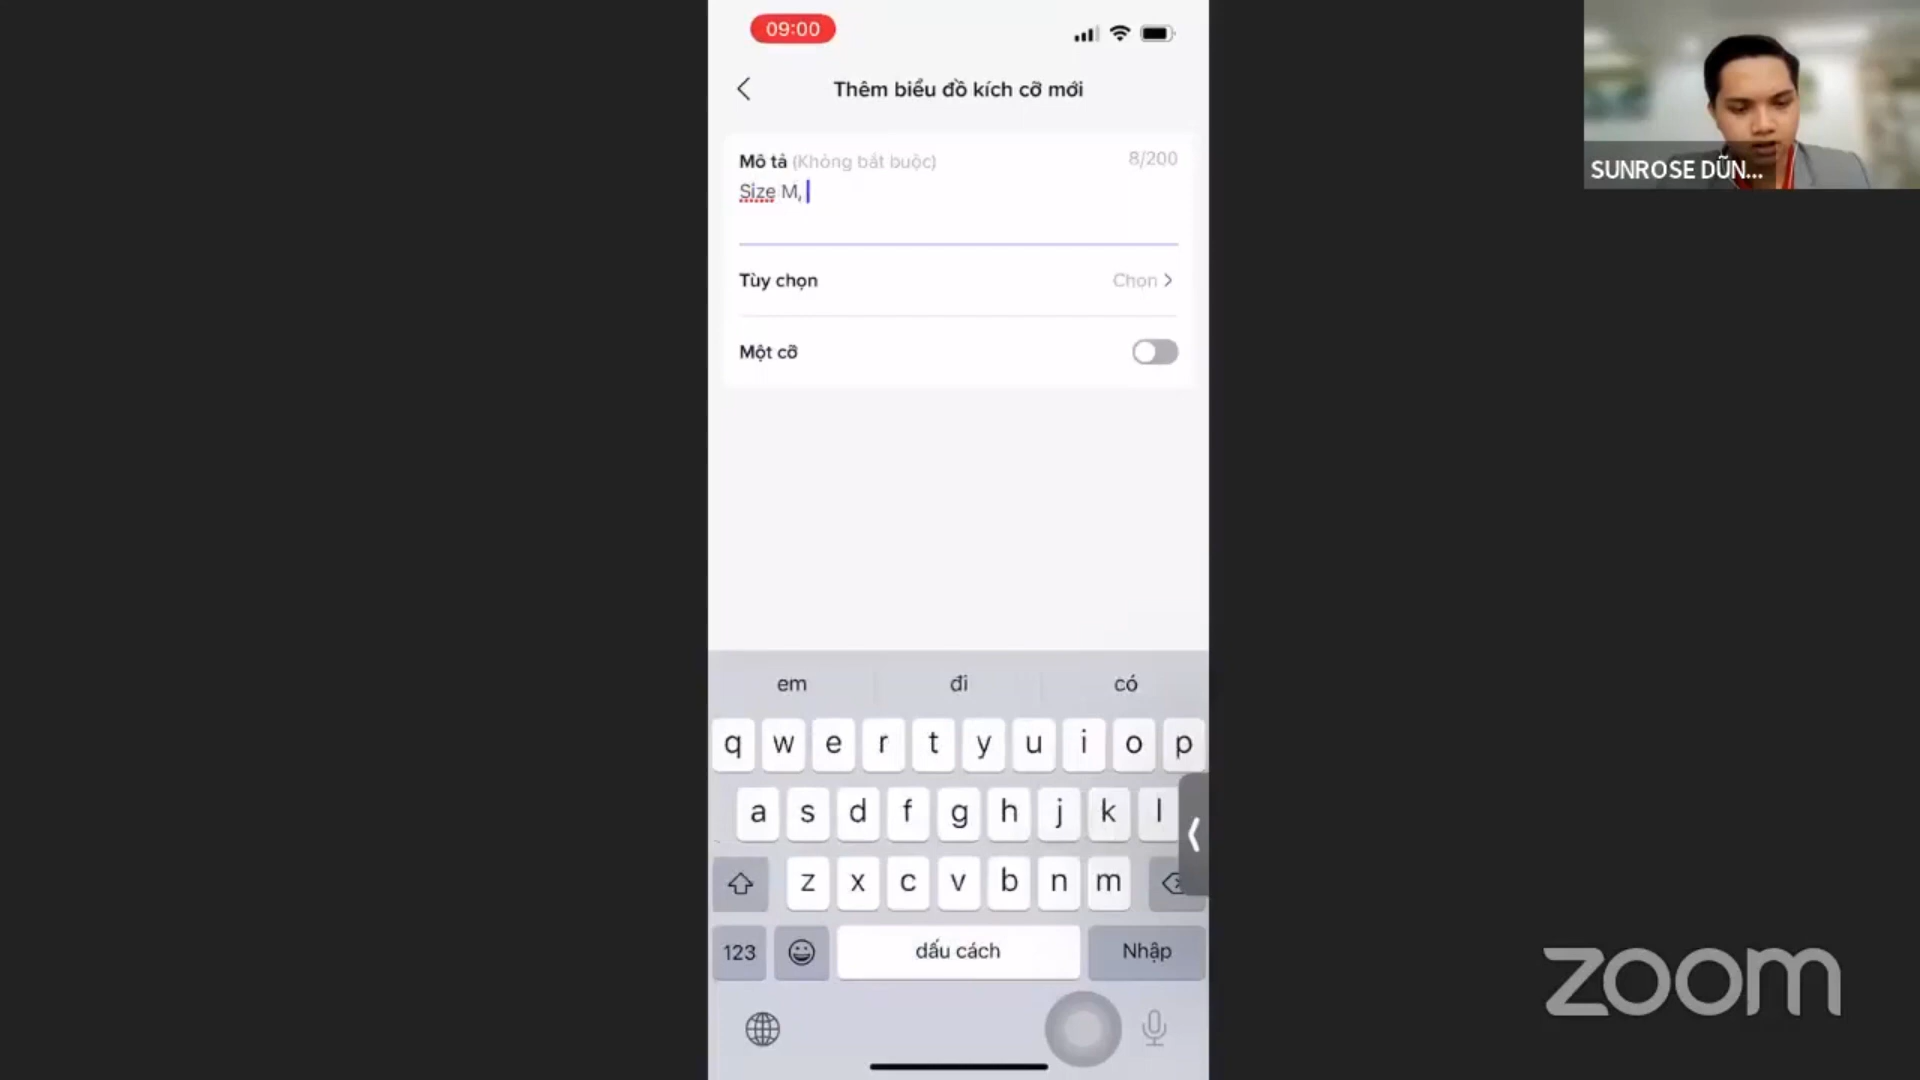 09:00
Thêm biểu đồ kích cỡ mới
Mô tả (Không bắt buộc) 8/200
Size M,
Tùy chọn Chọn
Một cỡ
em đi có
q w e r t y u i o p
a s d f g h j k l
z x c v b n m
123 dấu cách Nhập
SUNROSE DŨN...
zoom